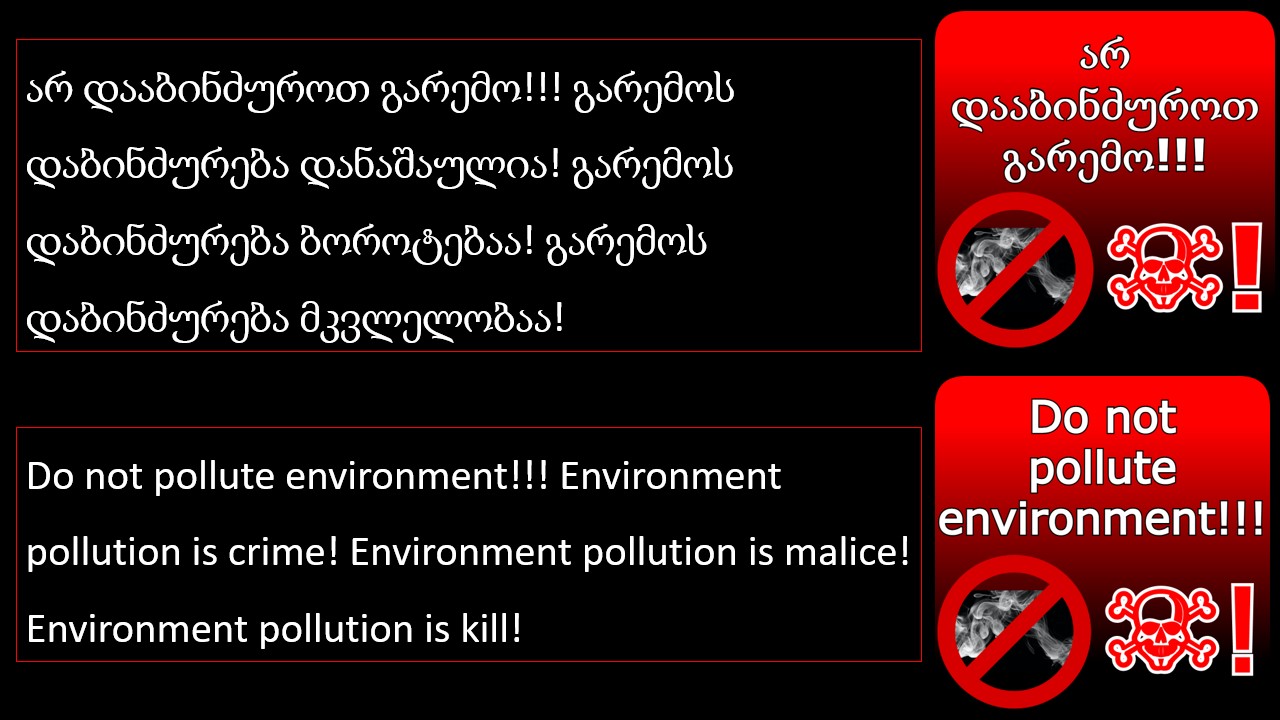 არ დააბინძუროთ გარემო!!! გარემოს
დაბინძურება დანაშაულია! გარემოს
დაბინძურება ბოროტებაა! გარემოს
დაბინძურება მკვლელობაა!
არ
დააბინძუროთ
გარემო!!!
Do not pollute environment!!! Environment
pollution is crime! Environment pollution is malice!
Environment pollution is kill!
Do not
pollute
environment!!!